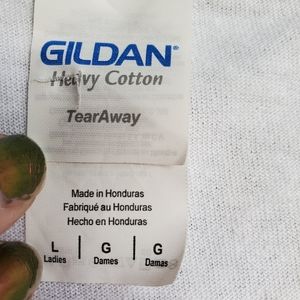 GILDAN®
Heavy Cotton
TearAway
Made in Honduras
Fabriqué au Honduras
Hecho en Honduras
L G G
Ladies Dames Damas